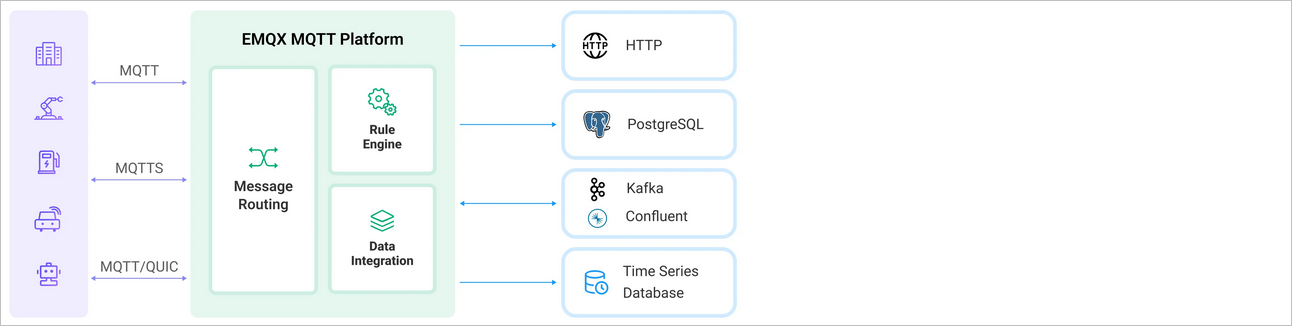 MQTT
MQTTS
MQTT/QUIC
EMQX MQTT Platform
Message
Routing
Rule
Engine
Data
Integration
HTTP
HTTP
PostgreSQL
Kafka
Confluent
Time Series
Database